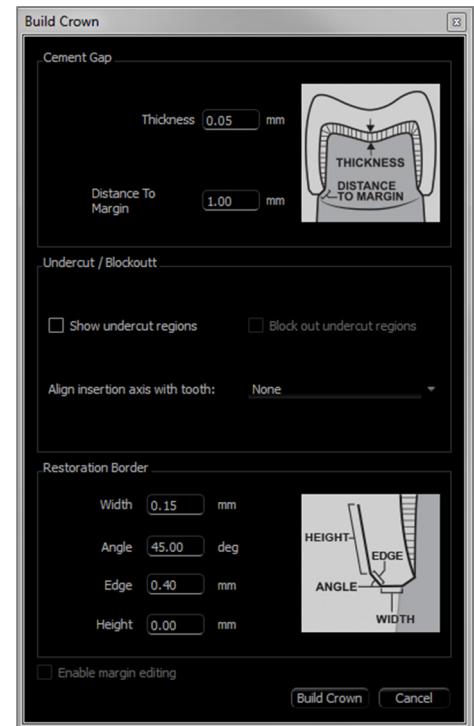 Build Crown
Cement Gap
Thickness 0.05 mm
THICKNESS
Distance To
Margin
1.00 mm
DISTANCE
TO MARGIN
Undercut / Blockoutt
Show undercut regions Block out undercut regions
Align insertion axis with tooth: None
Restoration Border
Width 0.15 mm
Angle 45.00 deg
Edge 0.40 mm
Height 0.00 mm
HEIGHT
EDGE
ANGLE
WIDTH
Enable margin editing
Build Crown Cancel